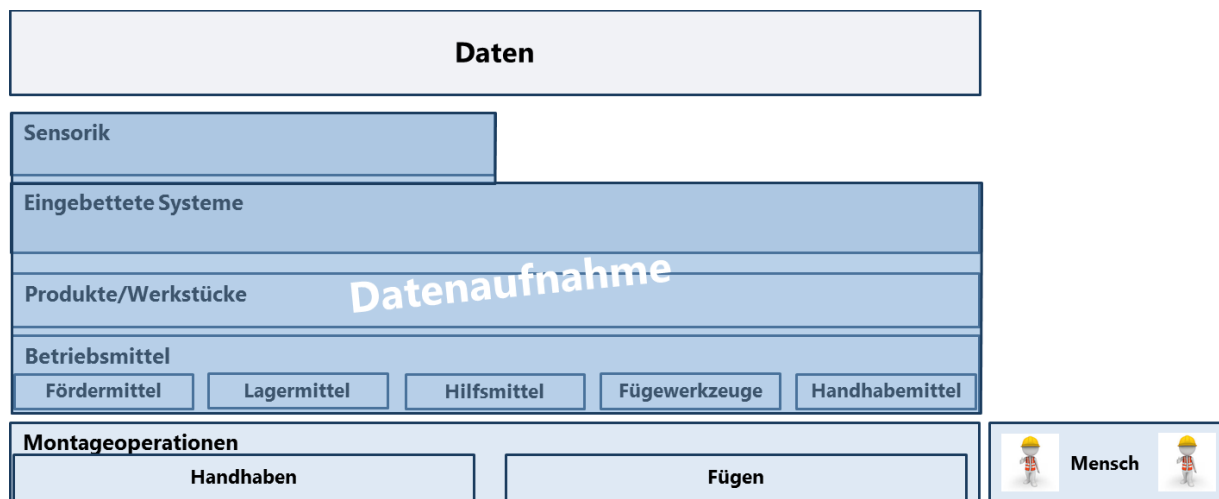 Daten
Sensorik
Eingebettete Systeme
Datenaufnahme
Produkte/Werkstücke
Betriebsmittel
Fördermittel Lagermittel Hilfsmittel Fügewerkzeuge Handhabemittel
Montageoperationen
Handhaben Fügen Mensch